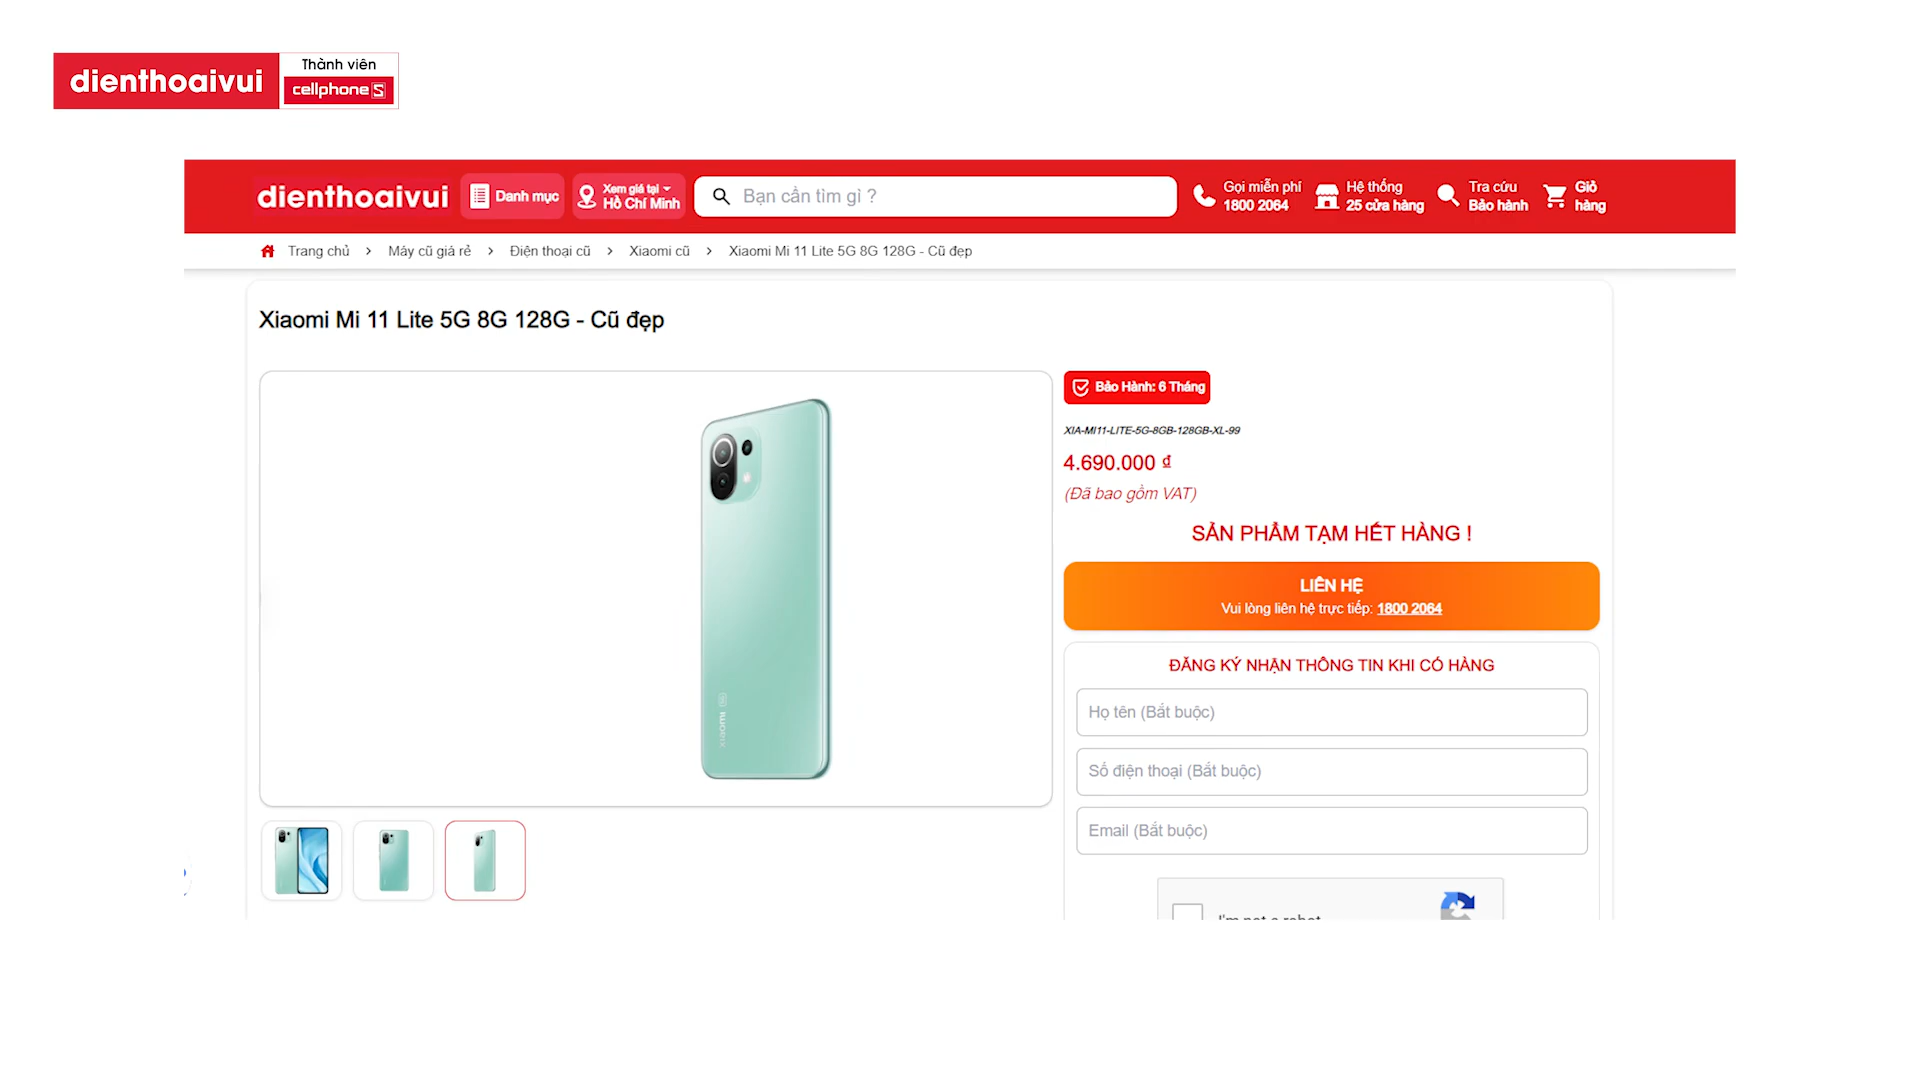 dienthoaivui
Thành viên
cellphoneS
dienthoaivui
Danh mục
Xem giá tại
Hồ Chí Minh
Bạn cần tìm gì ?
Gọi miễn phí
1800 2064
Hệ thống
25 cửa hàng
Tra cứu
Bảo hành
Giỏ
hàng
Trang chủ > Máy cũ giá rẻ > Điện thoại cũ > Xiaomi cũ > Xiaomi Mi 11 Lite 5G 8G 128G - Cũ đẹp
Xiaomi Mi 11 Lite 5G 8G 128G - Cũ đẹp
XIAOMI
Bảo Hành: 6 Tháng
XIA-MI11-LITE-5G-8GB-128GB-XL-99
4.690.000 ₫
(Đã bao gồm VAT)
SẢN PHẨM TẠM HẾT HÀNG !
LIÊN HỆ
Vui lòng liên hệ trực tiếp: 1800 2064
ĐĂNG KÝ NHẬN THÔNG TIN KHI CÓ HÀNG
Họ tên (Bắt buộc)
Số điện thoại (Bắt buộc)
Email (Bắt buộc)
I'm not a robot